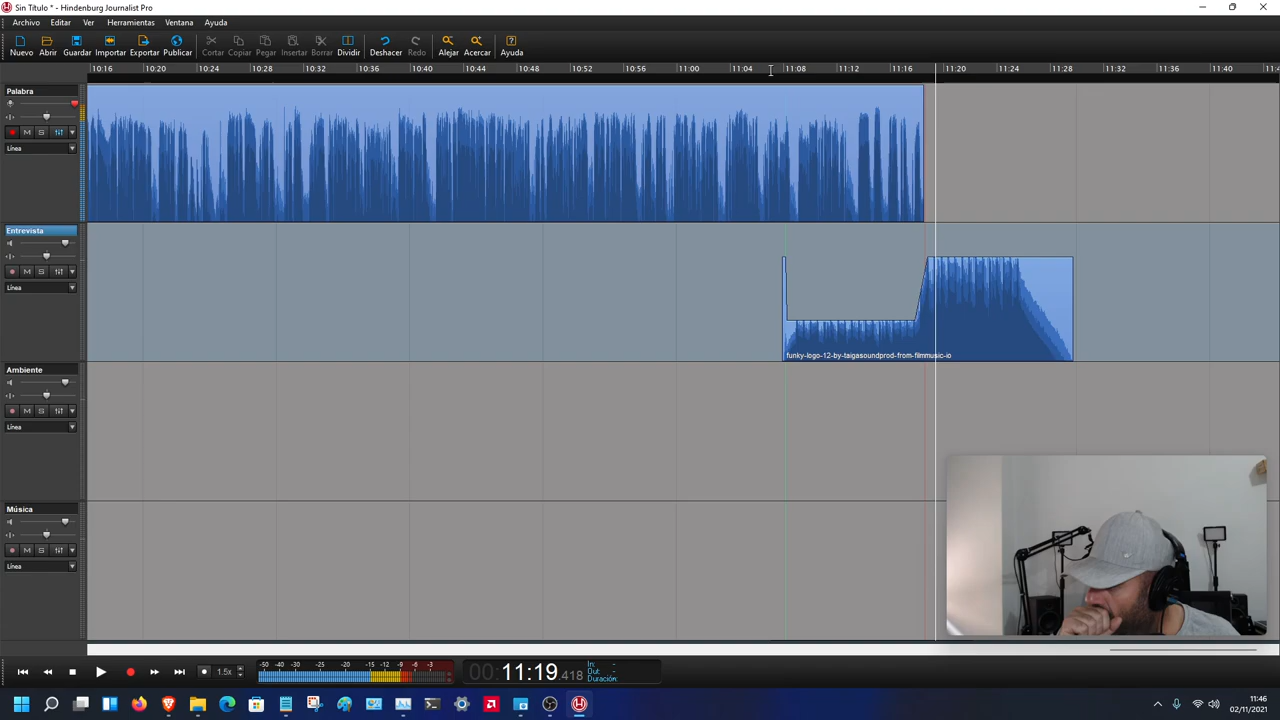 Sin Título * - Hindenburg Journalist Pro
Archivo Editar Ver Herramientas Ventana Ayuda
Nuevo Abrir Guardar Importar Exportar Publicar Cortar Copiar Pegar Insertar Borrar Dividir Deshacer Redo Alejar Acercar Ayuda
10:16 10:20 10:24 10:28 10:32 10:36 10:40 10:44 10:48 10:52 10:56 11:00 11:04 11:08 11:12 11:16 11:20 11:24 11:28 11:32 11:36 11:40
Palabra
M S
Línea
Entrevista
M S
Línea
funky-logo-12-by-taigasoundprod-from-filmmusic-io
Ambiente
M S
Línea
Música
M S
Línea
1.5x
-50 -40 -30 -25 -20 -15 -12 -9 -6 -3
00:11:19.418
In: -
Out: -
Duración:
11:46
02/11/2021